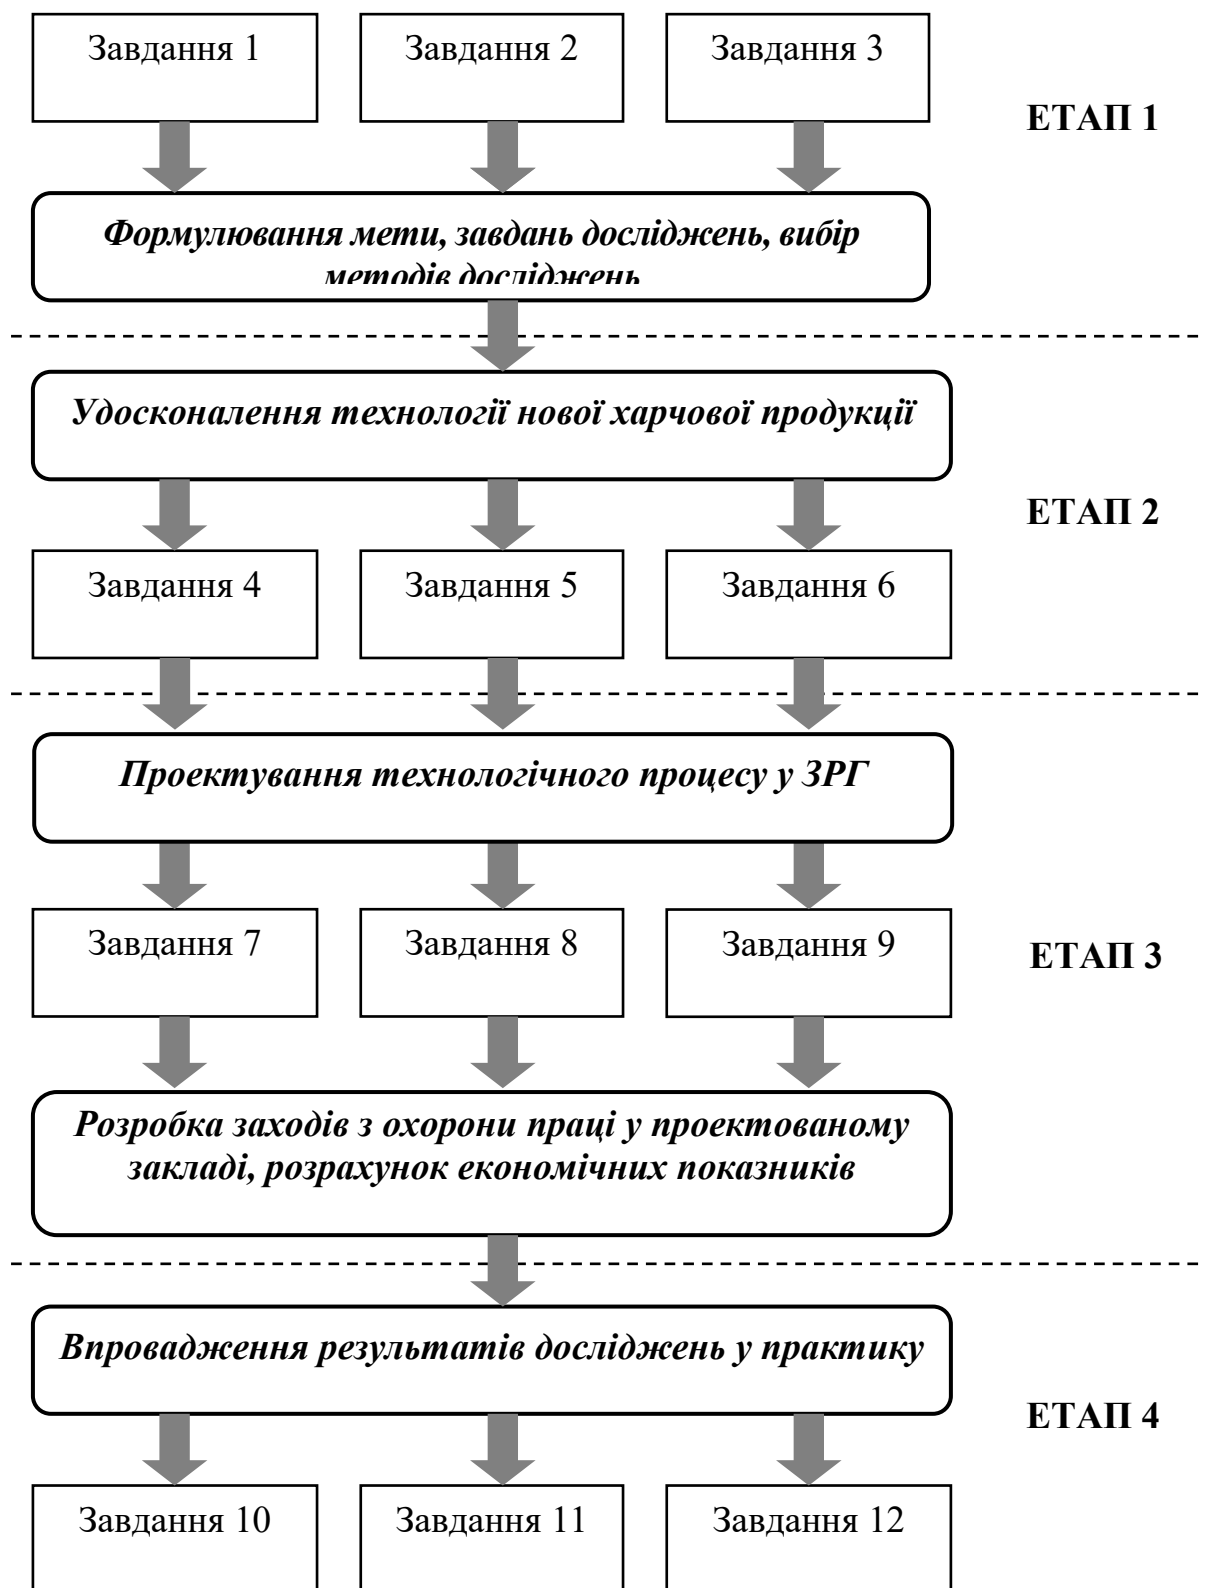 Завдання 1
Завдання 2
Завдання 3
ЕТАП 1
Формулювання мети, завдань досліджень, вибір
методів досліджень
Удосконалення технології нової харчової продукції
ЕТАП 2
Завдання 4
Завдання 5
Завдання 6
Проектування технологічного процесу у ЗРГ
Завдання 7
Завдання 8
Завдання 9
ЕТАП 3
Розробка заходів з охорони праці у проектованому
закладі, розрахунок економічних показників
Впровадження результатів досліджень у практику
ЕТАП 4
Завдання 10
Завдання 11
Завдання 12